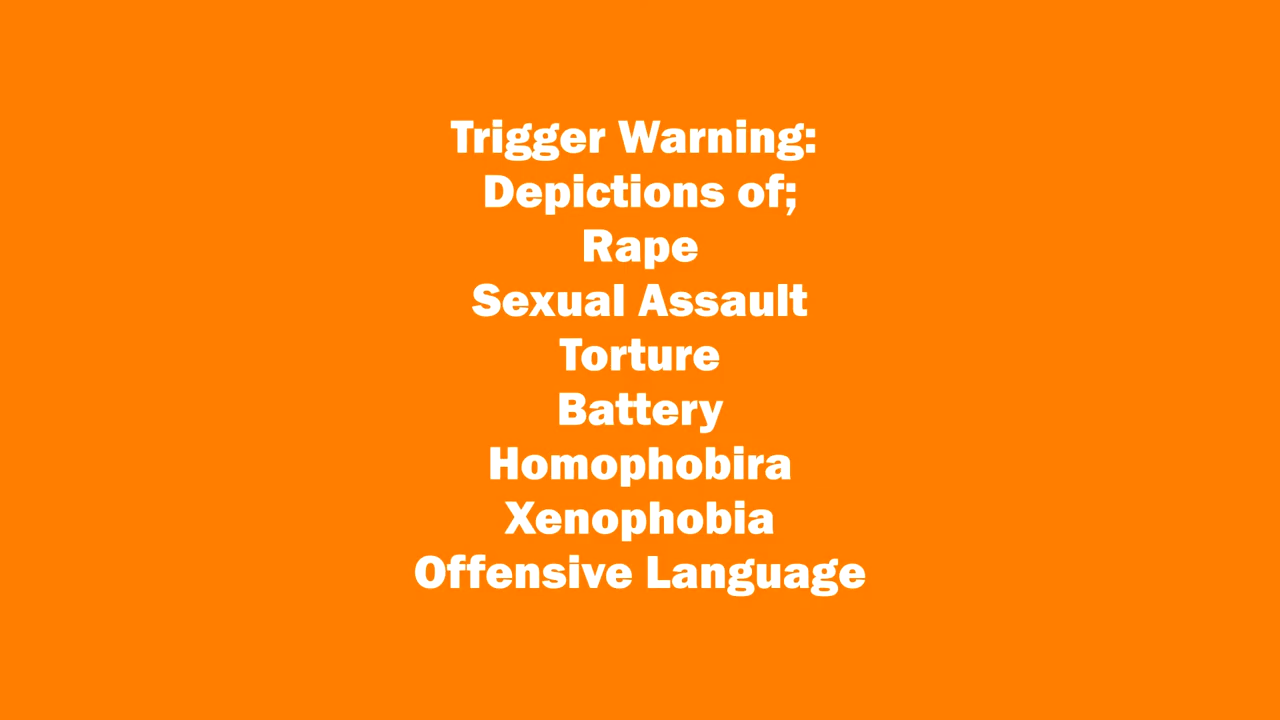 Trigger Warning:
Depictions of;
Rape
Sexual Assault
Torture
Battery
Homophobira
Xenophobia
Offensive Language